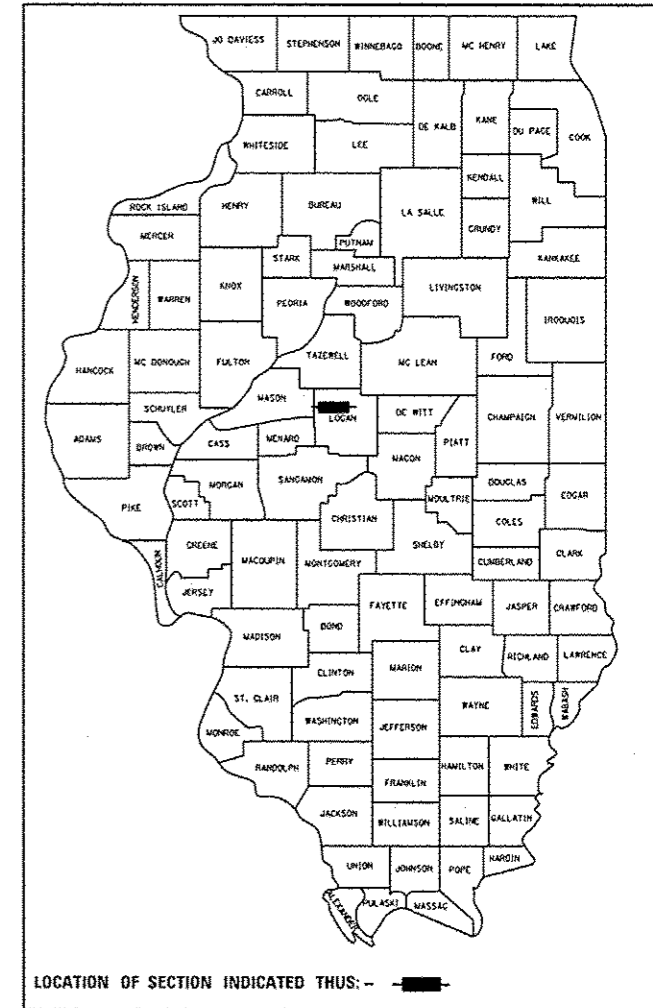 JO DAVIESS STEPHENSON WINNEBAGO BOONE MC HENRY LAKE
CARROLL OGLE DE KALB KANE DU PAGE COOK
WHITESIDE LEE
KENDALL WILL
ROCK ISLAND HENRY BUREAU LA SALLE GRUNDY
MERCER PUTNAM
STARK MARSHALL KANKAKEE
HENDERSON WARREN KNOX PEORIA WOODFORD LIVINGSTON IROQUOIS
HANCOCK MC DONOUGH FULTON TAZEWELL MC LEAN FORD
MASON
SCHUYLER LOGAN DE WITT CHAMPAIGN VERMILION
ADAMS BROWN CASS MENARD PIATT
MACON
MORGAN SANGAMON DOUGLAS
PIKE SCOTT CHRISTIAN MOULTRIE EDGAR
COLES
CALHOUN GREENE MACOUPIN MONTGOMERY SHELBY CUMBERLAND CLARK
JERSEY FAYETTE EFFINGHAM JASPER CRAWFORD
MADISON BOND
CLAY RICHLAND LAWRENCE
CLINTON MARION
ST. CLAIR WAYNE EDWARDS WABASH
WASHINGTON JEFFERSON
MONROE
RANDOLPH PERRY HAMILTON WHITE
FRANKLIN
JACKSON WILLIAMSON SALINE GALLATIN
UNION JOHNSON POPE HARDIN
ALEXANDER PULASKI MASSAC
LOCATION OF SECTION INDICATED THUS: -